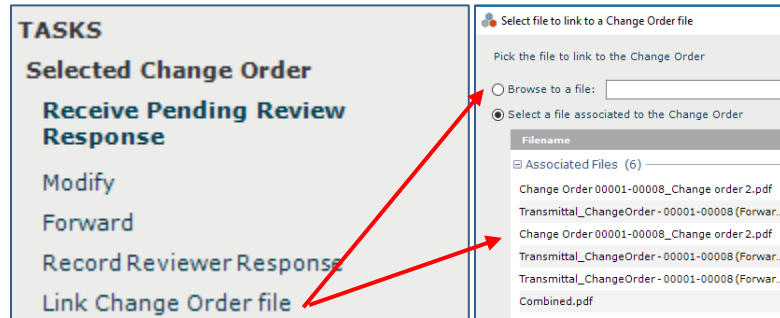 TASKS
Selected Change Order
Receive Pending Review
Response
Modify
Forward
Record Reviewer Response
Link Change Order file
Select file to link to a Change Order file
Pick the file to link to the Change Order
Browse to a file:
Select a file associated to the Change Order
Filename
Associated Files (6)
Change Order 00001-00008_Change order 2.pdf
Transmittal_ChangeOrder - 00001-00008 (Forwar...
Change Order 00001-00008_Change order 2.pdf
Transmittal_ChangeOrder - 00001-00008 (Forwar...
Transmittal_ChangeOrder - 00001-00008 (Forwar...
Combined.pdf